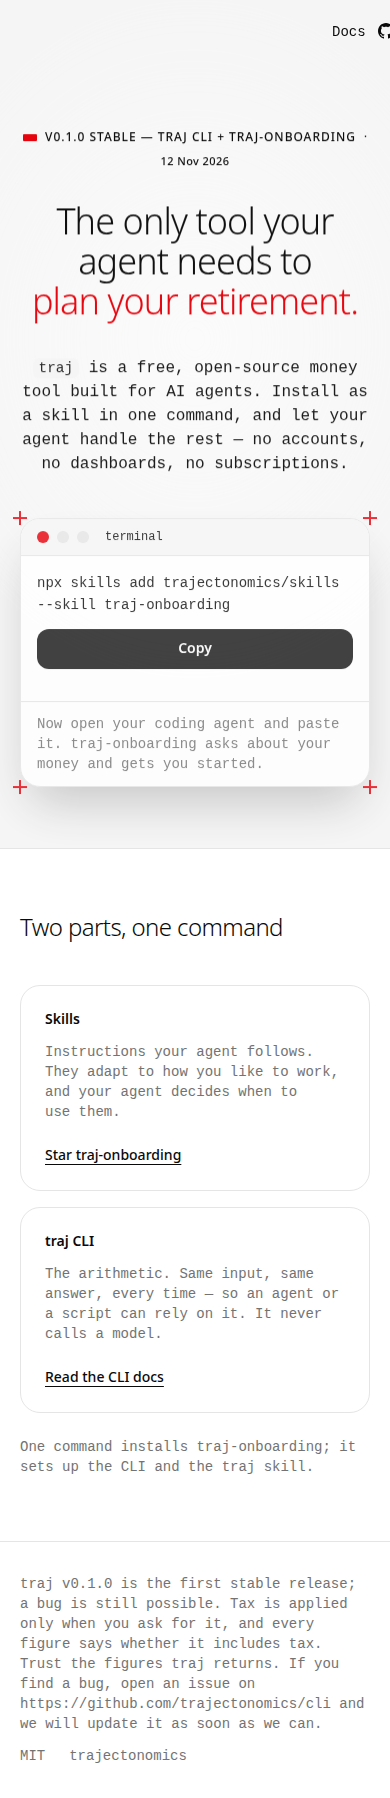 Docs
V0.1.0 STABLE — TRAJ CLI + TRAJ-ONBOARDING ·
12 Nov 2026
The only tool your
agent needs to
plan your retirement.
traj is a free, open-source money
tool built for AI agents. Install as
a skill in one command, and let your
agent handle the rest — no accounts,
no dashboards, no subscriptions.
terminal
npx skills add trajectonomics/skills
--skill traj-onboarding
Copy
Now open your coding agent and paste
it. traj-onboarding asks about your
money and gets you started.
Two parts, one command
Skills
Instructions your agent follows.
They adapt to how you like to work,
and your agent decides when to
use them.
Star traj-onboarding
traj CLI
The arithmetic. Same input, same
answer, every time — so an agent or
a script can rely on it. It never
calls a model.
Read the CLI docs
One command installs traj-onboarding; it
sets up the CLI and the traj skill.
traj v0.1.0 is the first stable release;
a bug is still possible. Tax is applied
only when you ask for it, and every
figure says whether it includes tax.
Trust the figures traj returns. If you
find a bug, open an issue on
https://github.com/trajectonomics/cli and
we will update it as soon as we can.
MIT trajectonomics